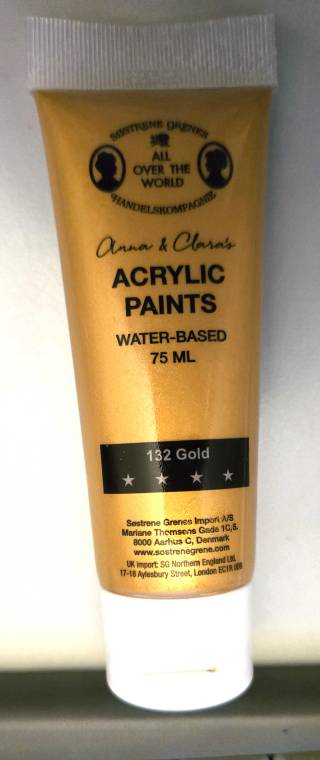 SØSTRENE GRENES
ALL
OVER THE
WORLD
HANDELSKOMPAGNIE
Anna & Clara's
ACRYLIC
PAINTS
WATER-BASED
75 ML
132 Gold
Søstrene Grenes Import A/S
Mariane Thomsens Gade 1C,6.
8000 Aarhus C, Denmark
www.sostrenegrene.com
UK import: SG Northern England Ltd.
17-18 Aylesbury Street, London EC1R 0DB